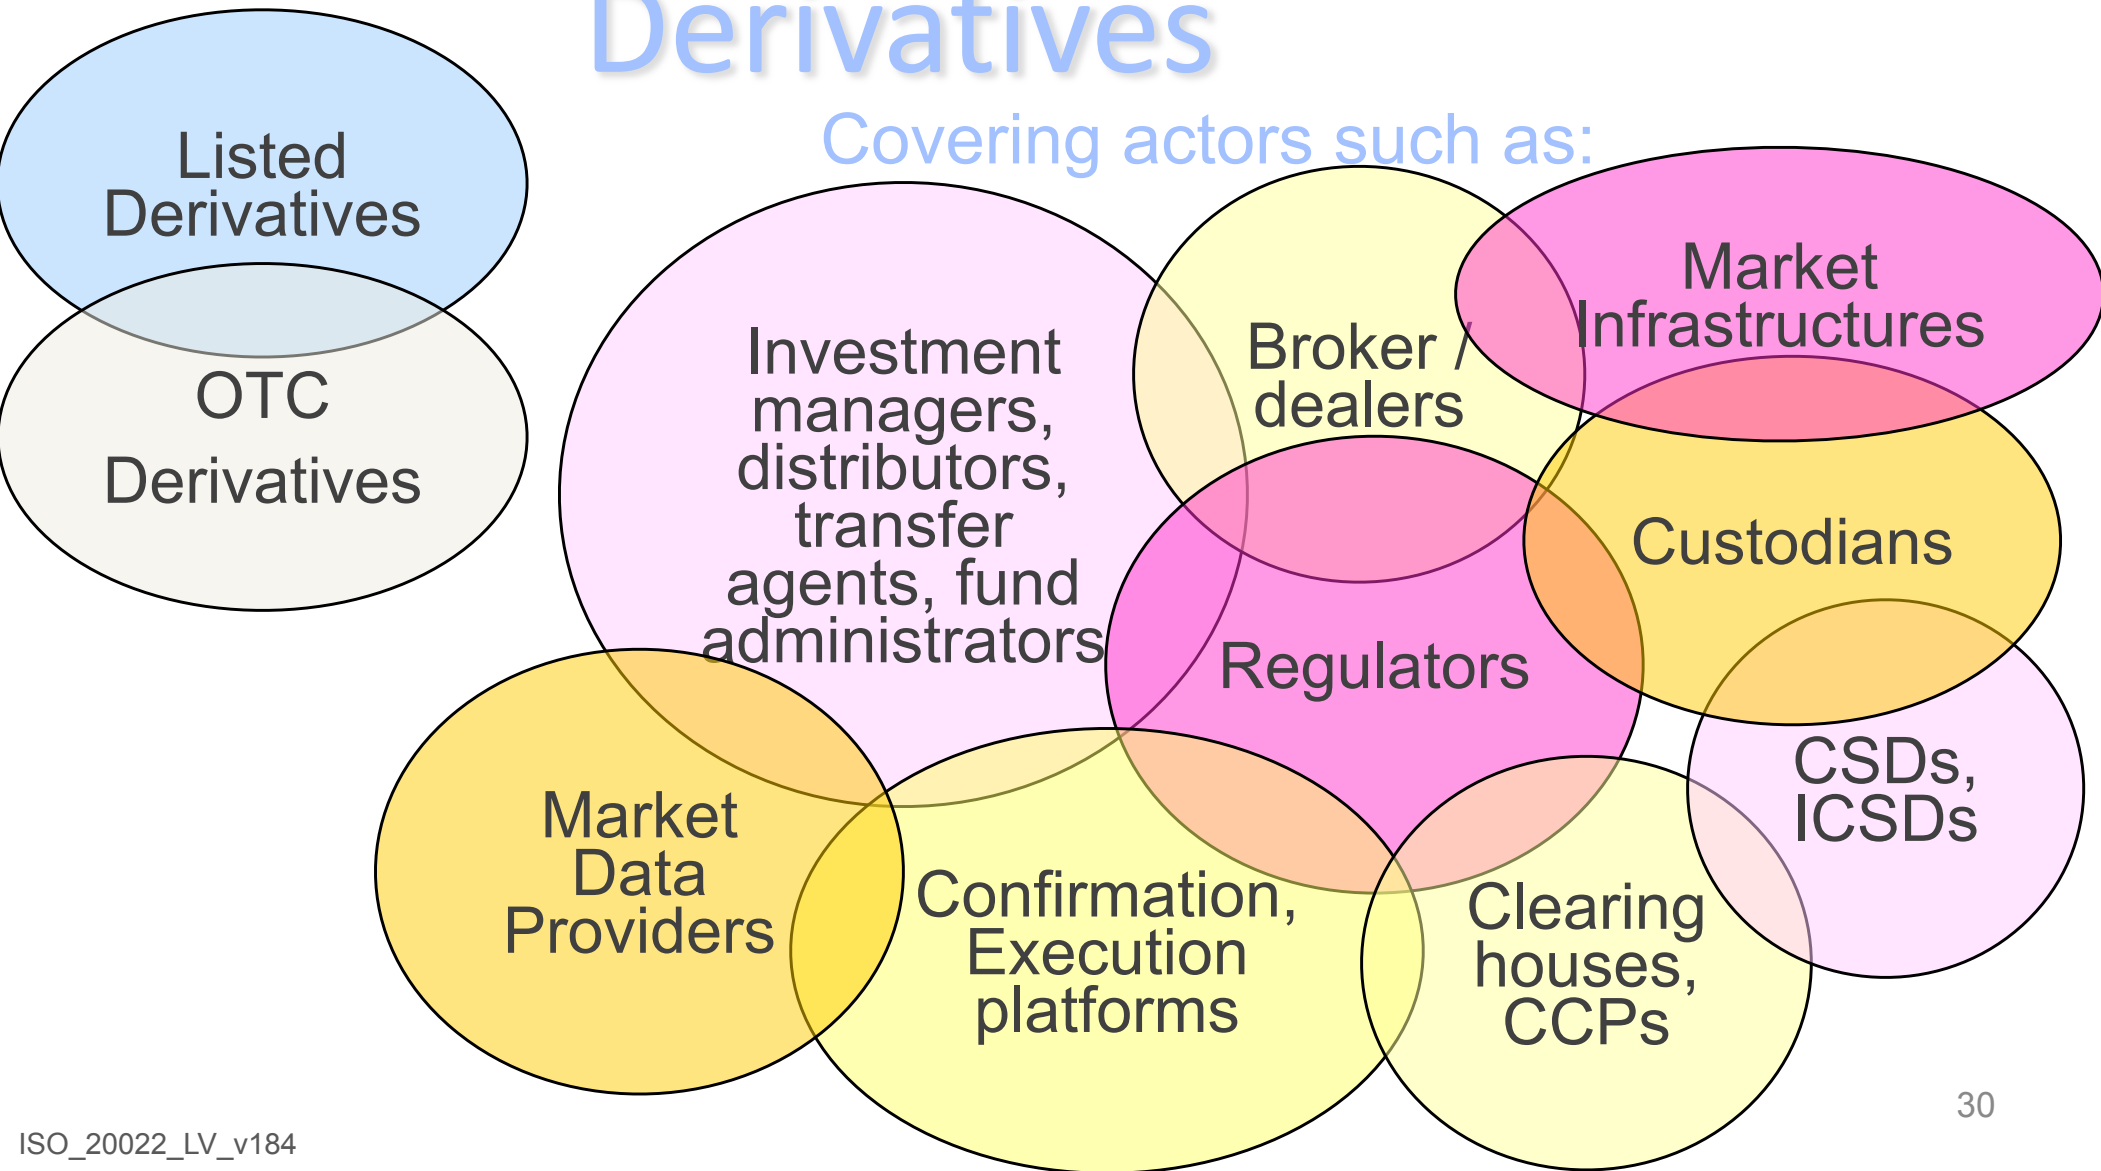 Derivatives
Covering actors such as:
Listed
Derivatives
OTC
Derivatives
Investment
managers,
distributors,
transfer
agents, fund
administrators
Broker /
dealers
Market
Infrastructures
Custodians
Regulators
CSDs,
ICSDs
Market
Data
Providers
Confirmation,
Execution
platforms
Clearing
houses,
CCPs
30
ISO_20022_LV_v184